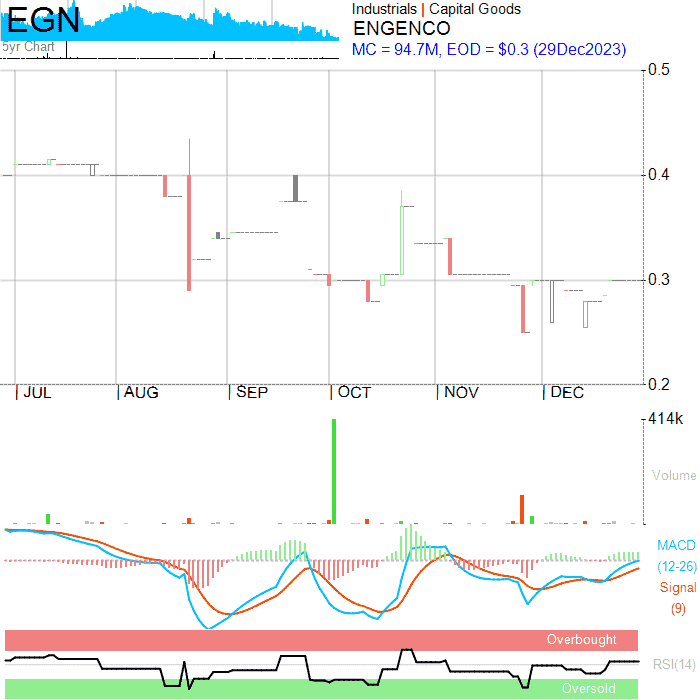 EGN
5yr Chart
Industrials | Capital Goods
ENGENCO
MC = 94.7M, EOD = $0.3 (29Dec2023)
0.5
0.4
0.3
0.2
| JUL | AUG | SEP | OCT | NOV | DEC
414k
Volume
MACD
(12-26)
Signal
(9)
Overbought
RSI(14)
Oversold